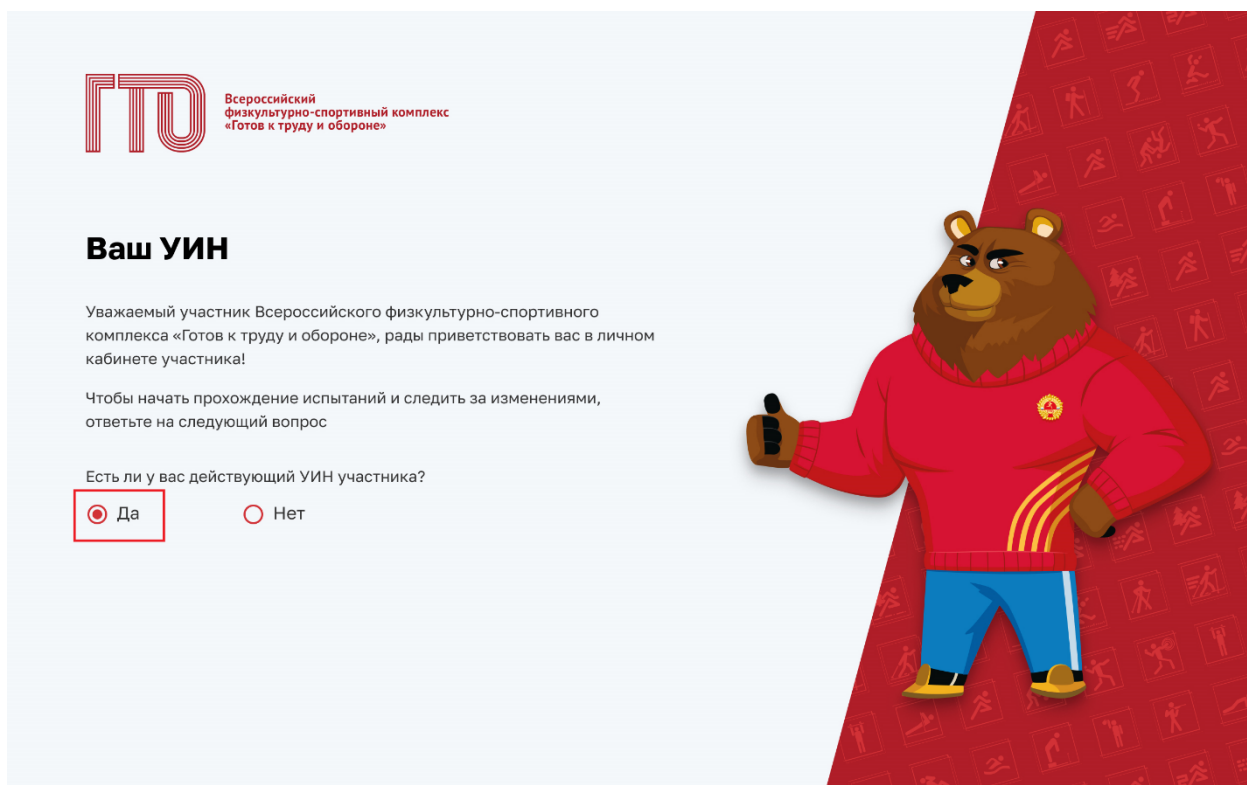 ГТО
Всероссийский
физкультурно-спортивный комплекс
«Готов к труду и обороне»
Ваш УИН
Уважаемый участник Всероссийского физкультурно-спортивного
комплекса «Готов к труду и обороне», рады приветствовать вас в личном
кабинете участника!
Чтобы начать прохождение испытаний и следить за изменениями,
ответьте на следующий вопрос
Есть ли у вас действующий УИН участника?
Да Нет